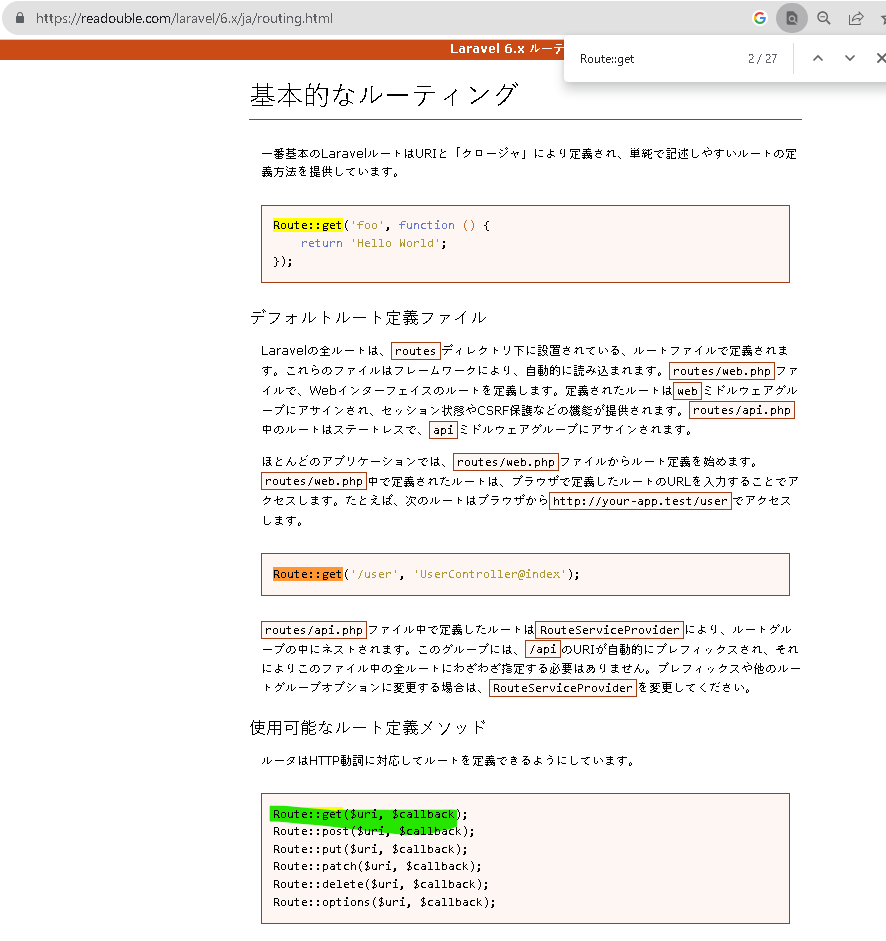 https://readouble.com/laravel/6.x/ja/routing.html
Laravel 6.x ルーテ
Route::get 2/27
基本的なルーティング
一番基本のLaravelルートはURIと「クロージャ」により定義され、単純で記述しやすいルートの定
義方法を提供しています。
Route::get('foo', function () {
return 'Hello World';
});
デフォルトルート定義ファイル
Laravelの全ルートは、routesディレクトリ下に設置されている、ルートファイルで定義されま
す。これらのファイルはフレームワークにより、自動的に読み込まれます。routes/web.phpファ
イルで、Webインターフェイスのルートを定義します。定義されたルートはwebミドルウェアグル
ープにアサインされ、セッション状態やCSRF保護などの機能が提供されます。routes/api.php
中のルートはステートレスで、apiミドルウェアグループにアサインされます。
ほとんどのアプリケーションでは、routes/web.phpファイルからルート定義を始めます。
routes/web.php中で定義されたルートは、ブラウザで定義したルートのURLを入力することでア
クセスします。たとえば、次のルートはブラウザからhttp://your-app.test/userでアクセス
します。
Route::get('/user', 'UserController@index');
routes/api.phpファイル中で定義したルートはRouteServiceProviderにより、ルートグルー
プの中にネストされます。このグループには、/apiのURIが自動的にプレフィックスされ、それ
によりこのファイル中の全ルートにわざわざ指定する必要はありません。プレフィックスや他のルー
トグループオプションに変更する場合は、RouteServiceProviderを変更してください。
使用可能なルート定義メソッド
ルータはHTTP動詞に対応してルートを定義できるようにしています。
Route::get($uri, $callback);
Route::post($uri, $callback);
Route::put($uri, $callback);
Route::patch($uri, $callback);
Route::delete($uri, $callback);
Route::options($uri, $callback);